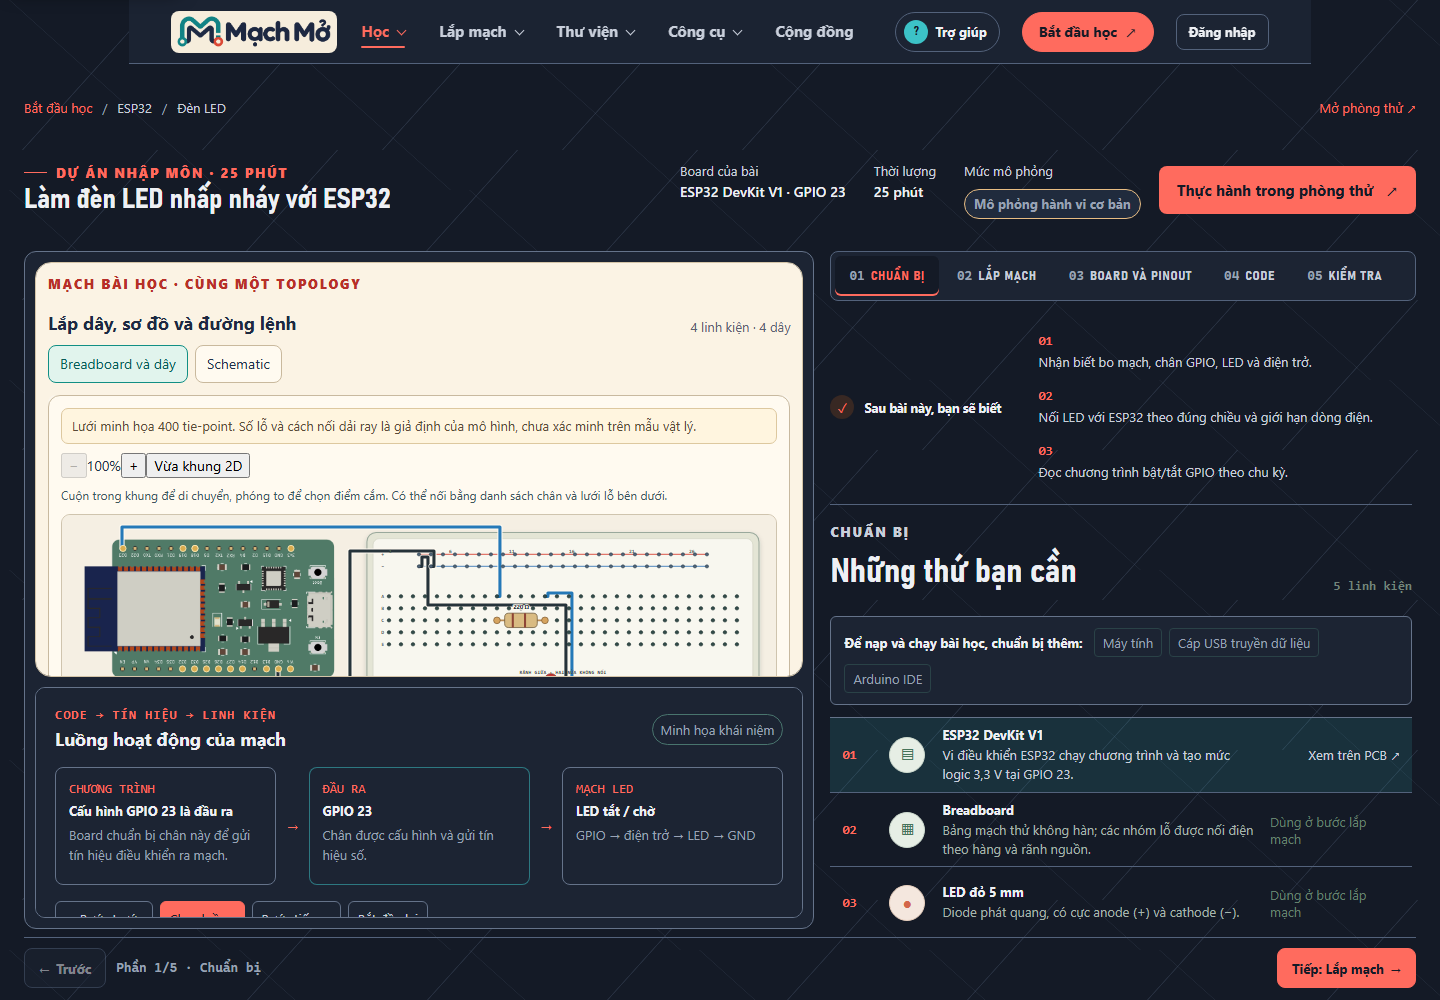 Mạch Mở
Học
Lắp mạch
Thư viện
Công cụ
Cộng đồng
? Trợ giúp
Bắt đầu học ↗
Đăng nhập
Bắt đầu học / ESP32 / Đèn LED
Mở phòng thử ↗
DỰ ÁN NHẬP MÔN · 25 PHÚT
Làm đèn LED nhấp nháy với ESP32
Board của bài
ESP32 DevKit V1 · GPIO 23
Thời lượng
25 phút
Mức mô phỏng
Mô phỏng hành vi cơ bản
Thực hành trong phòng thử ↗
MẠCH BÀI HỌC · CÙNG MỘT TOPOLOGY
Lắp dây, sơ đồ và đường lệnh
4 linh kiện · 4 dây
Breadboard và dây
Schematic
Lưới minh họa 400 tie-point. Số lỗ và cách nối dải ray là giả định của mô hình, chưa xác minh trên mẫu vật lý.
− 100% + Vừa khung 2D
Cuộn trong khung để di chuyển, phóng to để chọn điểm cắm. Có thể nối bằng danh sách chân và lưới lỗ bên dưới.
220 Ω
CODE → TÍN HIỆU → LINH KIỆN
Luồng hoạt động của mạch
Minh họa khái niệm
CHƯƠNG TRÌNH
Cấu hình GPIO 23 là đầu ra
Board chuẩn bị chân này để gửi
tín hiệu điều khiển ra mạch.
→
ĐẦU RA
GPIO 23
Chân được cấu hình và gửi tín
hiệu số.
→
MẠCH LED
LED tắt / chờ
GPIO → điện trở → LED → GND
01 CHUẨN BỊ
02 LẮP MẠCH
03 BOARD VÀ PINOUT
04 CODE
05 KIỂM TRA
✓ Sau bài này, bạn sẽ biết
01
Nhận biết bo mạch, chân GPIO, LED và điện trở.
02
Nối LED với ESP32 theo đúng chiều và giới hạn dòng điện.
03
Đọc chương trình bật/tắt GPIO theo chu kỳ.
CHUẨN BỊ
Những thứ bạn cần
5 linh kiện
Để nạp và chạy bài học, chuẩn bị thêm:
Máy tính
Cáp USB truyền dữ liệu
Arduino IDE
01
ESP32 DevKit V1
Vi điều khiển ESP32 chạy chương trình và tạo mức
logic 3,3 V tại GPIO 23.
Xem trên PCB ↗
02
Breadboard
Bảng mạch thử không hàn; các nhóm lỗ được nối điện
theo hàng và rãnh nguồn.
Dùng ở bước lắp
mạch
03
LED đỏ 5 mm
Diode phát quang, có cực anode (+) và cathode (−).
Dùng ở bước lắp
mạch
← Trước
Phần 1/5 · Chuẩn bị
Tiếp: Lắp mạch →